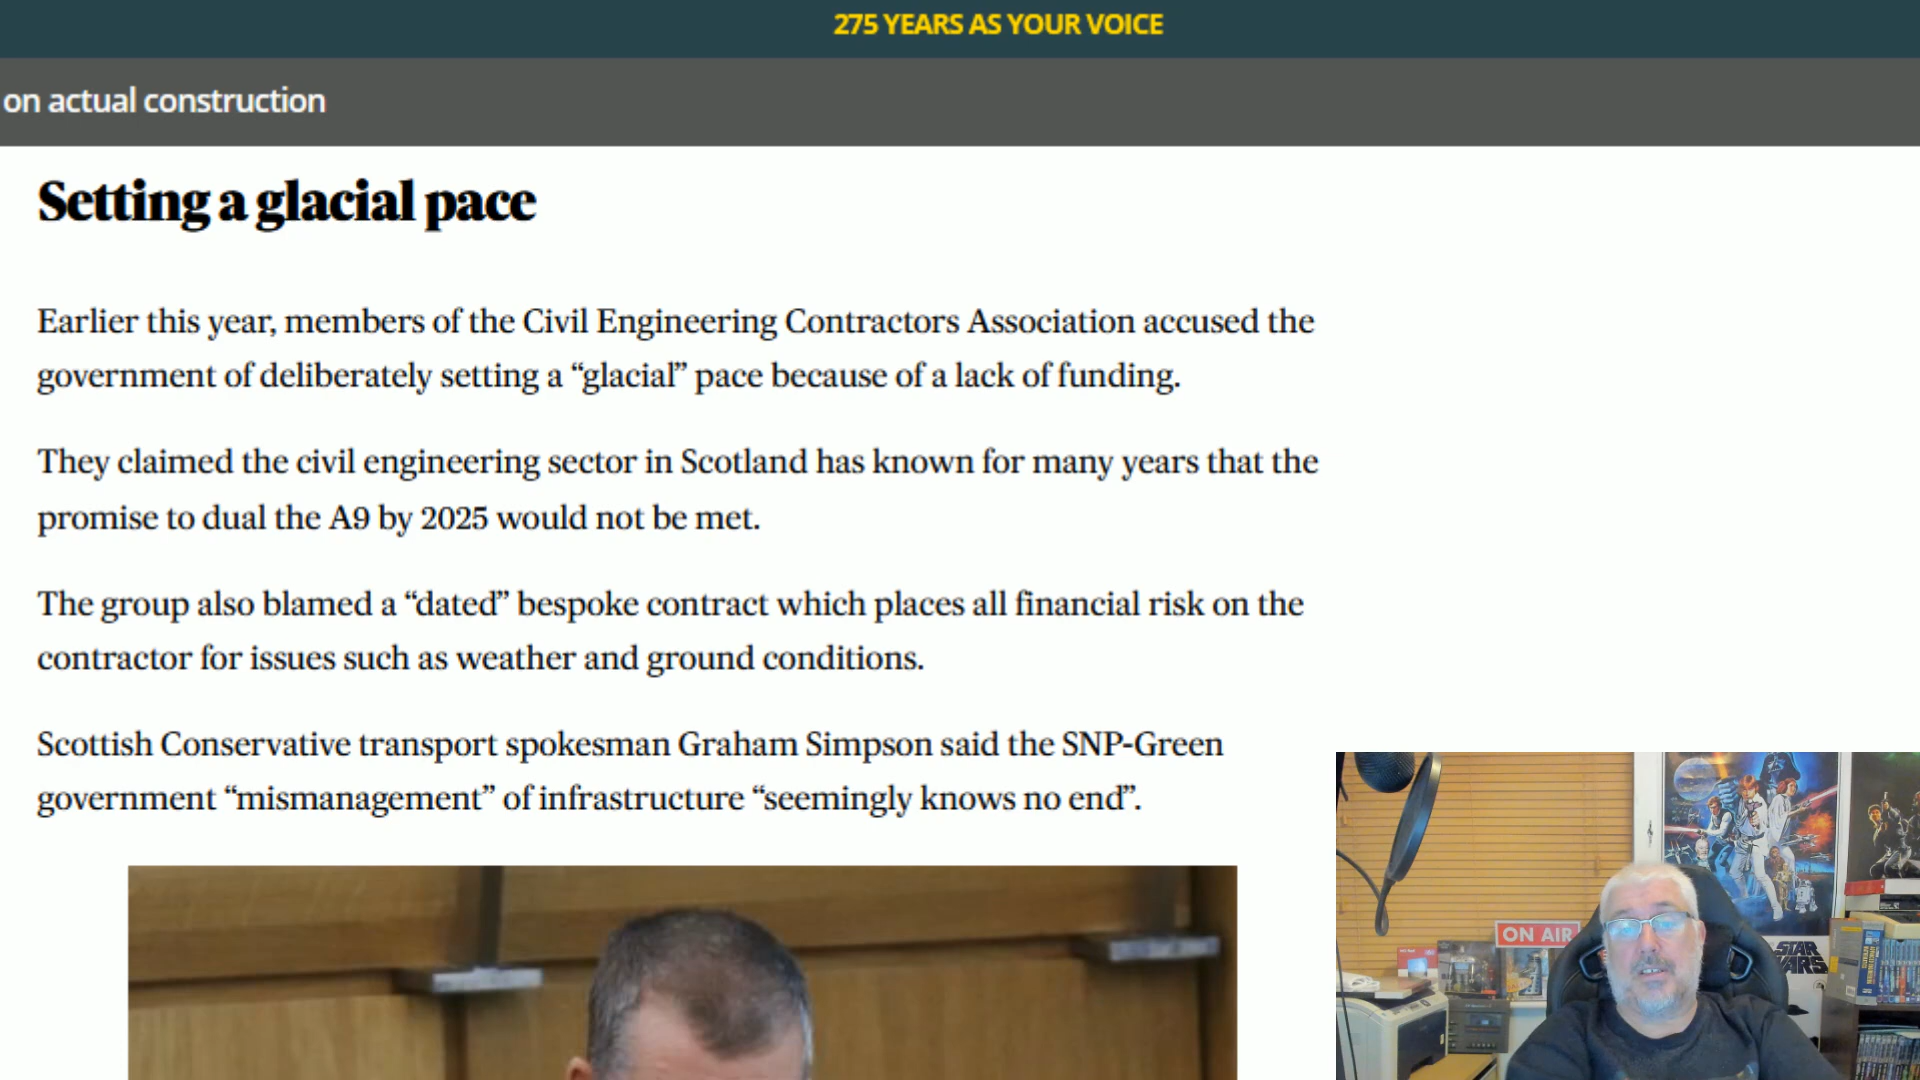 275 YEARS AS YOUR VOICE
on actual construction
Setting a glacial pace
Earlier this year, members of the Civil Engineering Contractors Association accused the
government of deliberately setting a “glacial” pace because of a lack of funding.
They claimed the civil engineering sector in Scotland has known for many years that the
promise to dual the A9 by 2025 would not be met.
The group also blamed a “dated” bespoke contract which places all financial risk on the
contractor for issues such as weather and ground conditions.
Scottish Conservative transport spokesman Graham Simpson said the SNP-Green
government “mismanagement” of infrastructure “seemingly knows no end”.
ON AIR
STAR
WARS